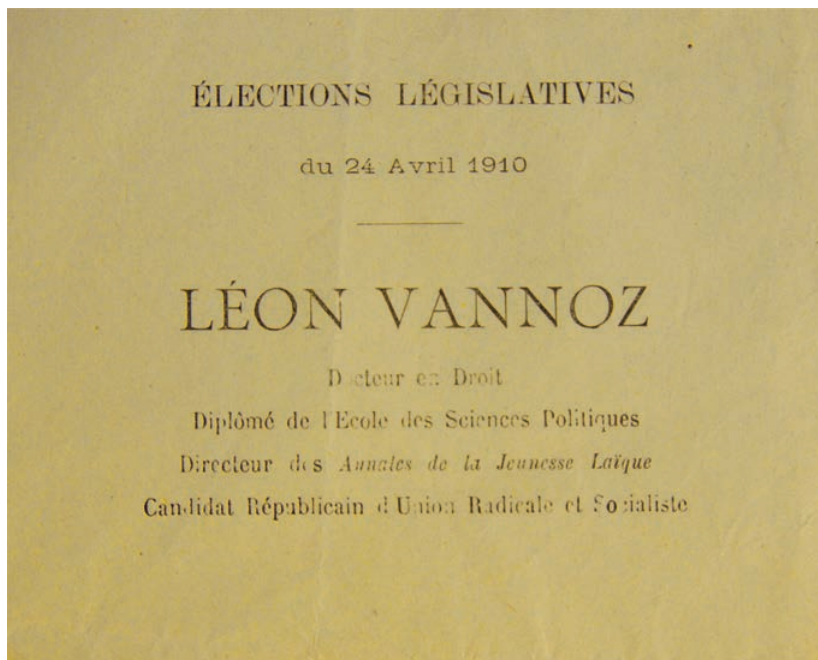 ÉLECTIONS LÉGISLATIVES
du 24 Avril 1910
LÉON VANNOZ
Docteur en Droit
Diplômé de l'Ecole des Sciences Politiques
Directeur des Annales de la Jeunesse Laïque
Candidat Républicain d'Union Radicale et Socialiste